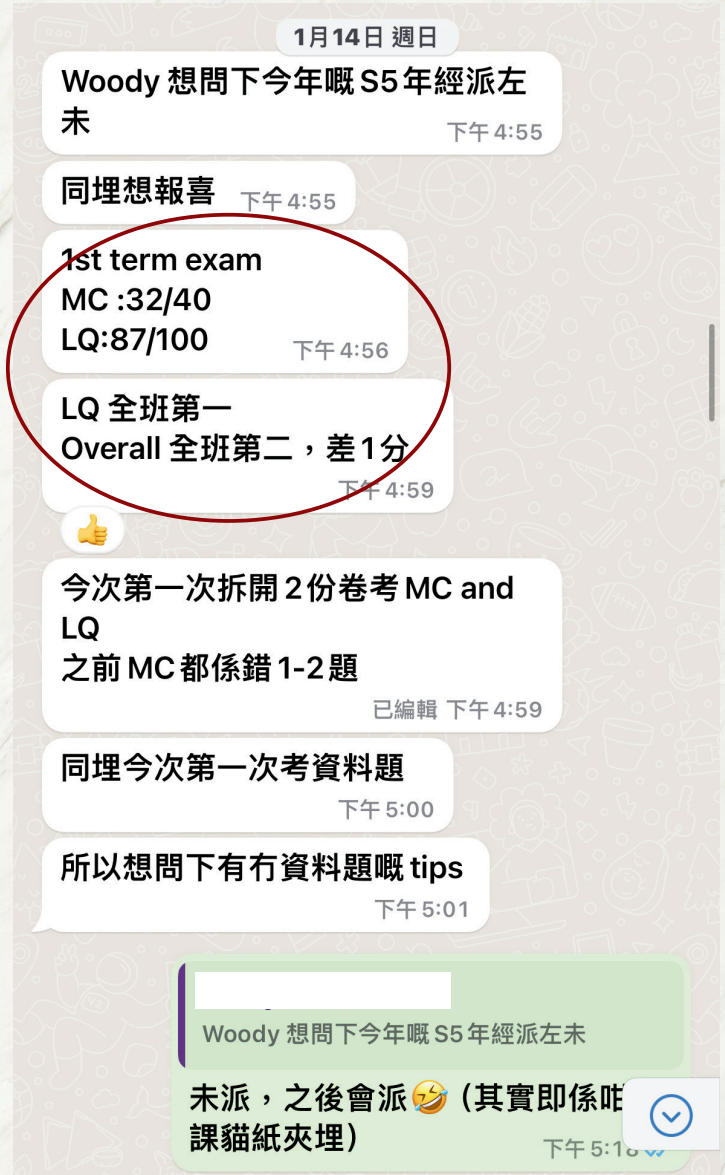 1月14日 週日
Woody 想問下今年嘅 S5 年經派左
未
下午 4:55
同埋想報喜
下午 4:55
1st term exam
MC :32/40
LQ:87/100
下午 4:56
LQ 全班第一
Overall 全班第二，差 1 分
下午 4:59
今次第一次拆開 2 份卷考 MC and
LQ
之前 MC 都係錯 1-2 題
已編輯 下午 4:59
同埋今次第一次考資料題
下午 5:00
所以想問下有冇資料題嘅 tips
下午 5:01
Woody 想問下今年嘅 S5 年經派左未
未派，之後會派🤣（其實即係咁
課貓紙夾埋）
下午 5:18